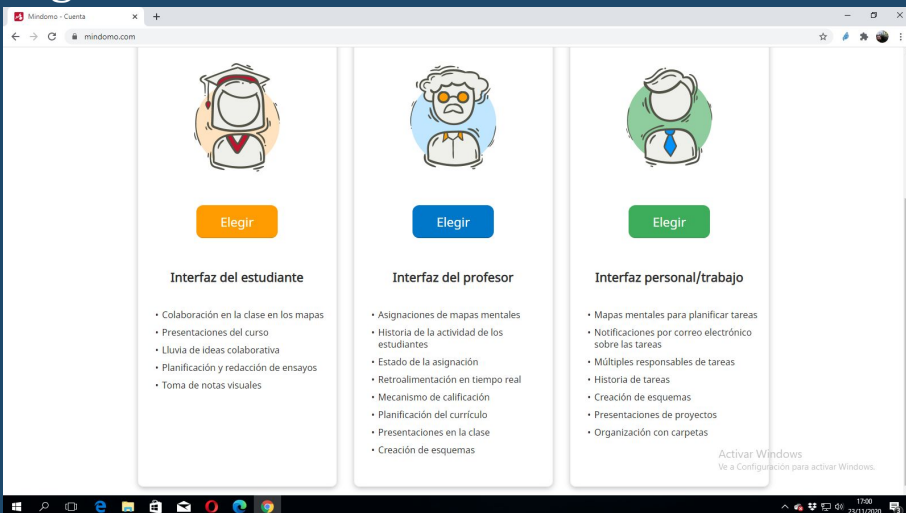 Mindomo - Cuenta
mindomo.com
Elegir
Interfaz del estudiante
• Colaboración en la clase en los mapas
• Presentaciones del curso
• Lluvia de ideas colaborativa
• Planificación y redacción de ensayos
• Toma de notas visuales
Elegir
Interfaz del profesor
• Asignaciones de mapas mentales
• Historia de la actividad de los
estudiantes
• Estado de la asignación
• Retroalimentación en tiempo real
• Mecanismo de calificación
• Planificación del currículo
• Presentaciones en la clase
• Creación de esquemas
Elegir
Interfaz personal/trabajo
• Mapas mentales para planificar tareas
• Notificaciones por correo electrónico
sobre las tareas
• Múltiples responsables de tareas
• Historia de tareas
• Creación de esquemas
• Presentaciones de proyectos
• Organización con carpetas
Activar Windows
Ve a Configuración para activar Windows.
17:00
23/11/2020